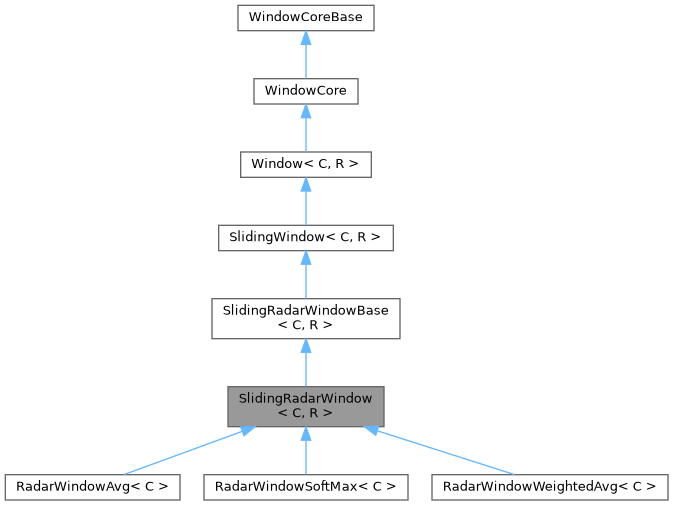 WindowCoreBase
WindowCore
Window< C, R >
SlidingWindow< C, R >
SlidingRadarWindowBase
< C, R >
SlidingRadarWindow
< C, R >
RadarWindowAvg< C >
RadarWindowSoftMax< C >
RadarWindowWeightedAvg< C >